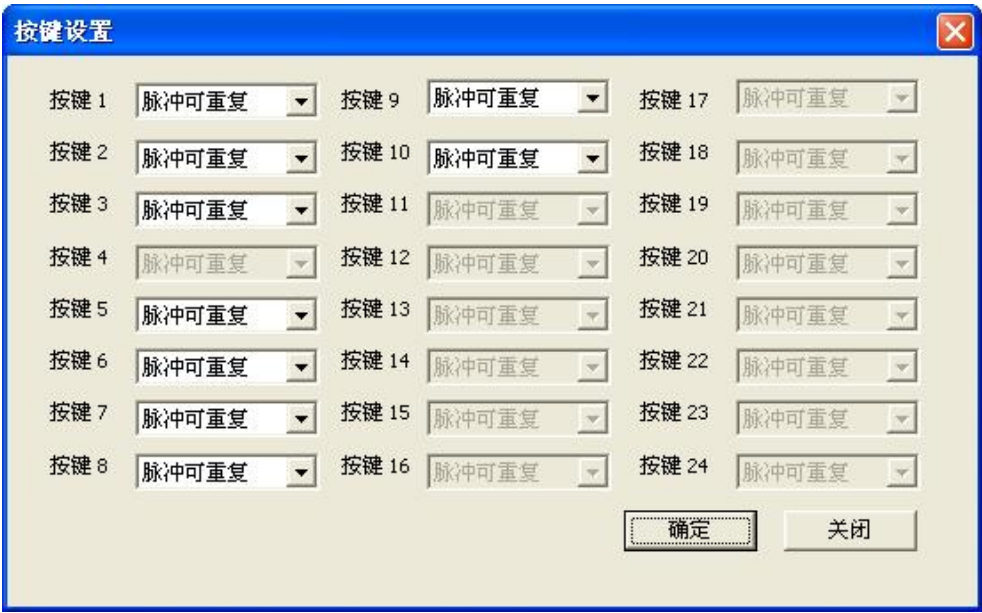 按键设置
按键 1 脉冲可重复 按键 9 脉冲可重复 按键 17 脉冲可重复
按键 2 脉冲可重复 按键 10 脉冲可重复 按键 18 脉冲可重复
按键 3 脉冲可重复 按键 11 脉冲可重复 按键 19 脉冲可重复
按键 4 脉冲可重复 按键 12 脉冲可重复 按键 20 脉冲可重复
按键 5 脉冲可重复 按键 13 脉冲可重复 按键 21 脉冲可重复
按键 6 脉冲可重复 按键 14 脉冲可重复 按键 22 脉冲可重复
按键 7 脉冲可重复 按键 15 脉冲可重复 按键 23 脉冲可重复
按键 8 脉冲可重复 按键 16 脉冲可重复 按键 24 脉冲可重复
确定 关闭